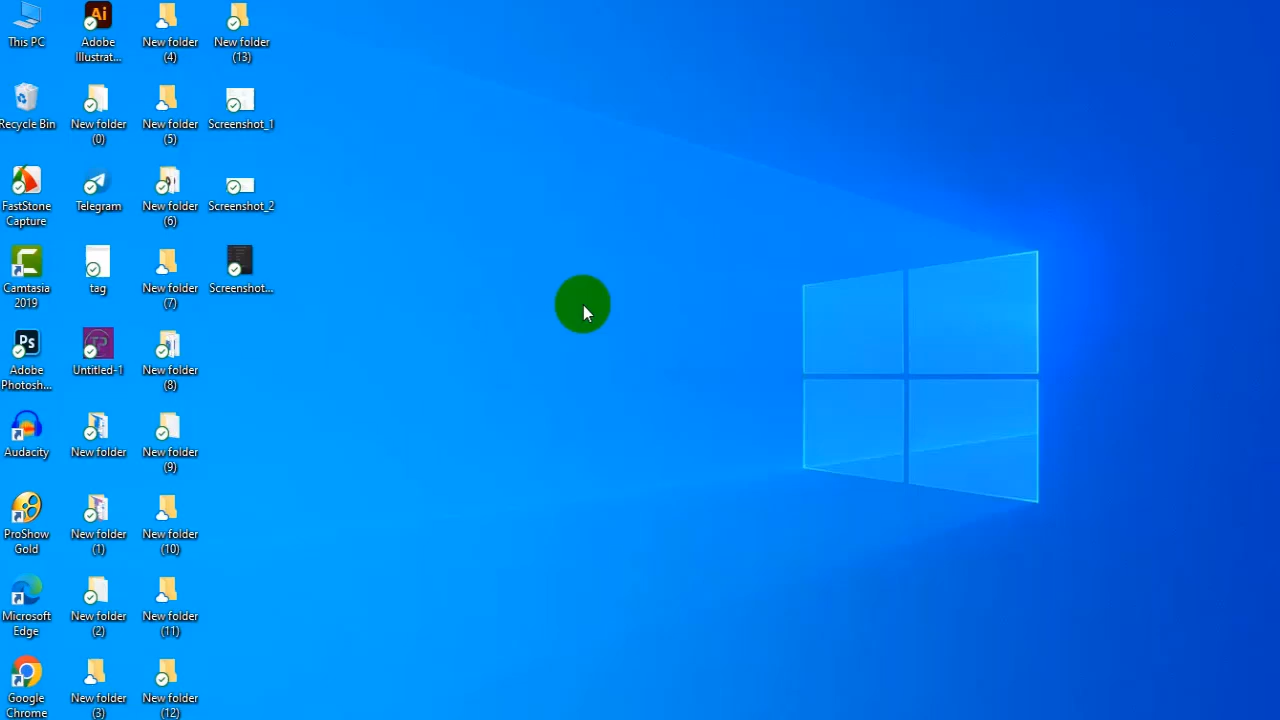 This PC
Recycle Bin
FastStone
Capture
Camtasia
2019
Adobe
Photosh...
Audacity
ProShow
Gold
Microsoft
Edge
Google
Chrome
Ai
Adobe
Illustrat...
New folder
(0)
Telegram
tag
Untitled-1
New folder
New folder
(1)
New folder
(2)
New folder
(3)
New folder
(4)
New folder
(5)
New folder
(6)
New folder
(7)
New folder
(8)
New folder
(9)
New folder
(10)
New folder
(11)
New folder
(12)
New folder
(13)
Screenshot_1
Screenshot_2
Screenshot...
Ps
TP